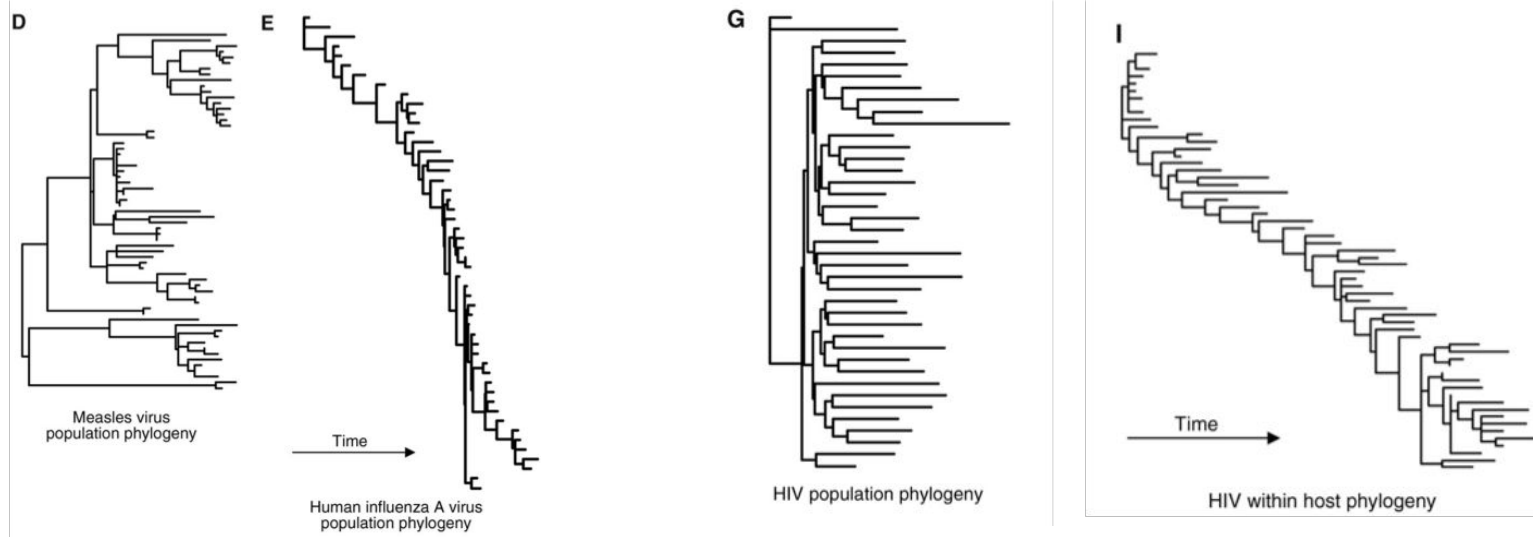 D
Measles virus
population phylogeny
E
Time
Human influenza A virus
population phylogeny
G
HIV population phylogeny
I
Time
HIV within host phylogeny